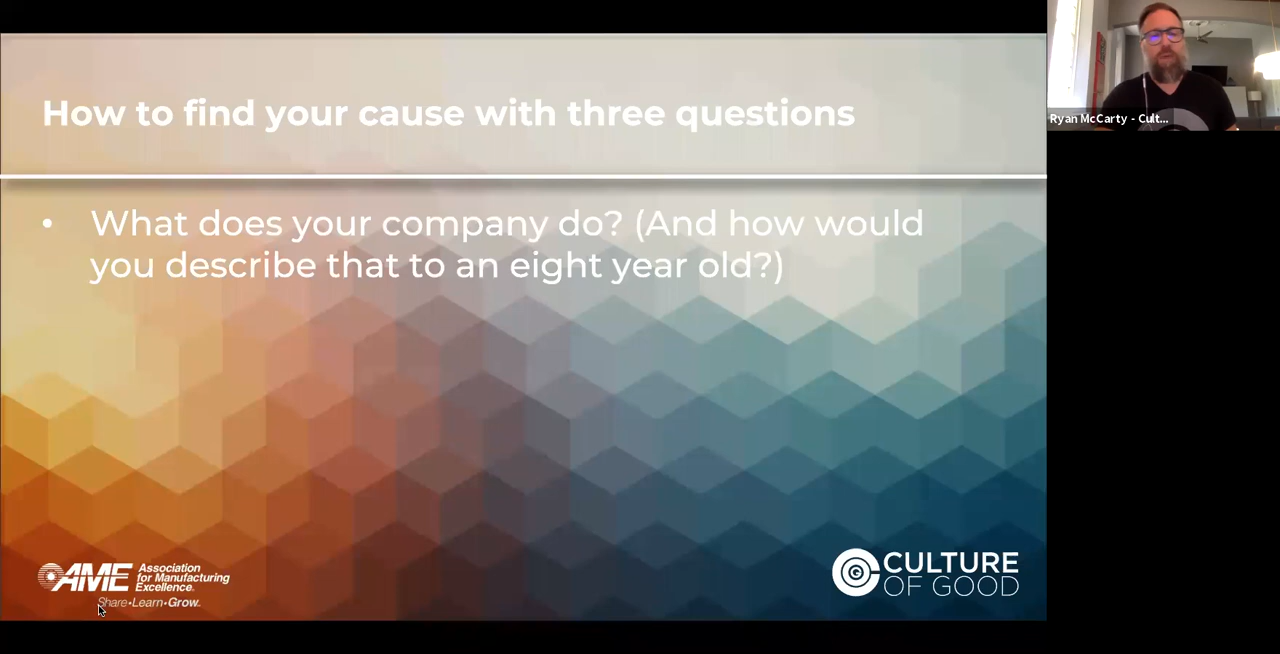 How to find your cause with three questions
• What does your company do? (And how would
you describe that to an eight year old?)
Ryan McCarty - Cult...
AME
Association
for Manufacturing
Excellence.
Share•Learn•Grow.
G
CULTURE
OF GOOD